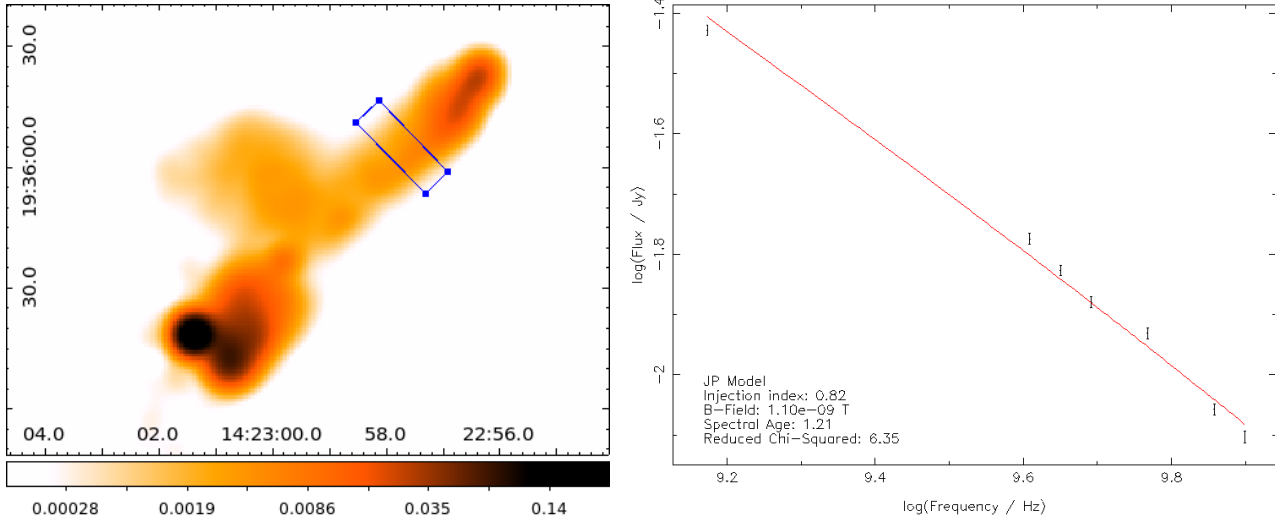 30.0
19:36:00.0
30.0
04.0 02.0 14:23:00.0 58.0 22:56.0
0.00028 0.0019 0.0086 0.035 0.14
log(Flux / Jy)
−1.4
−1.6
−1.8
−2
JP Model
Injection index: 0.82
B−Field: 1.10e−09 T
Spectral Age: 1.21
Reduced Chi−Squared: 6.35
9.2 9.4 9.6 9.8
log(Frequency / Hz)